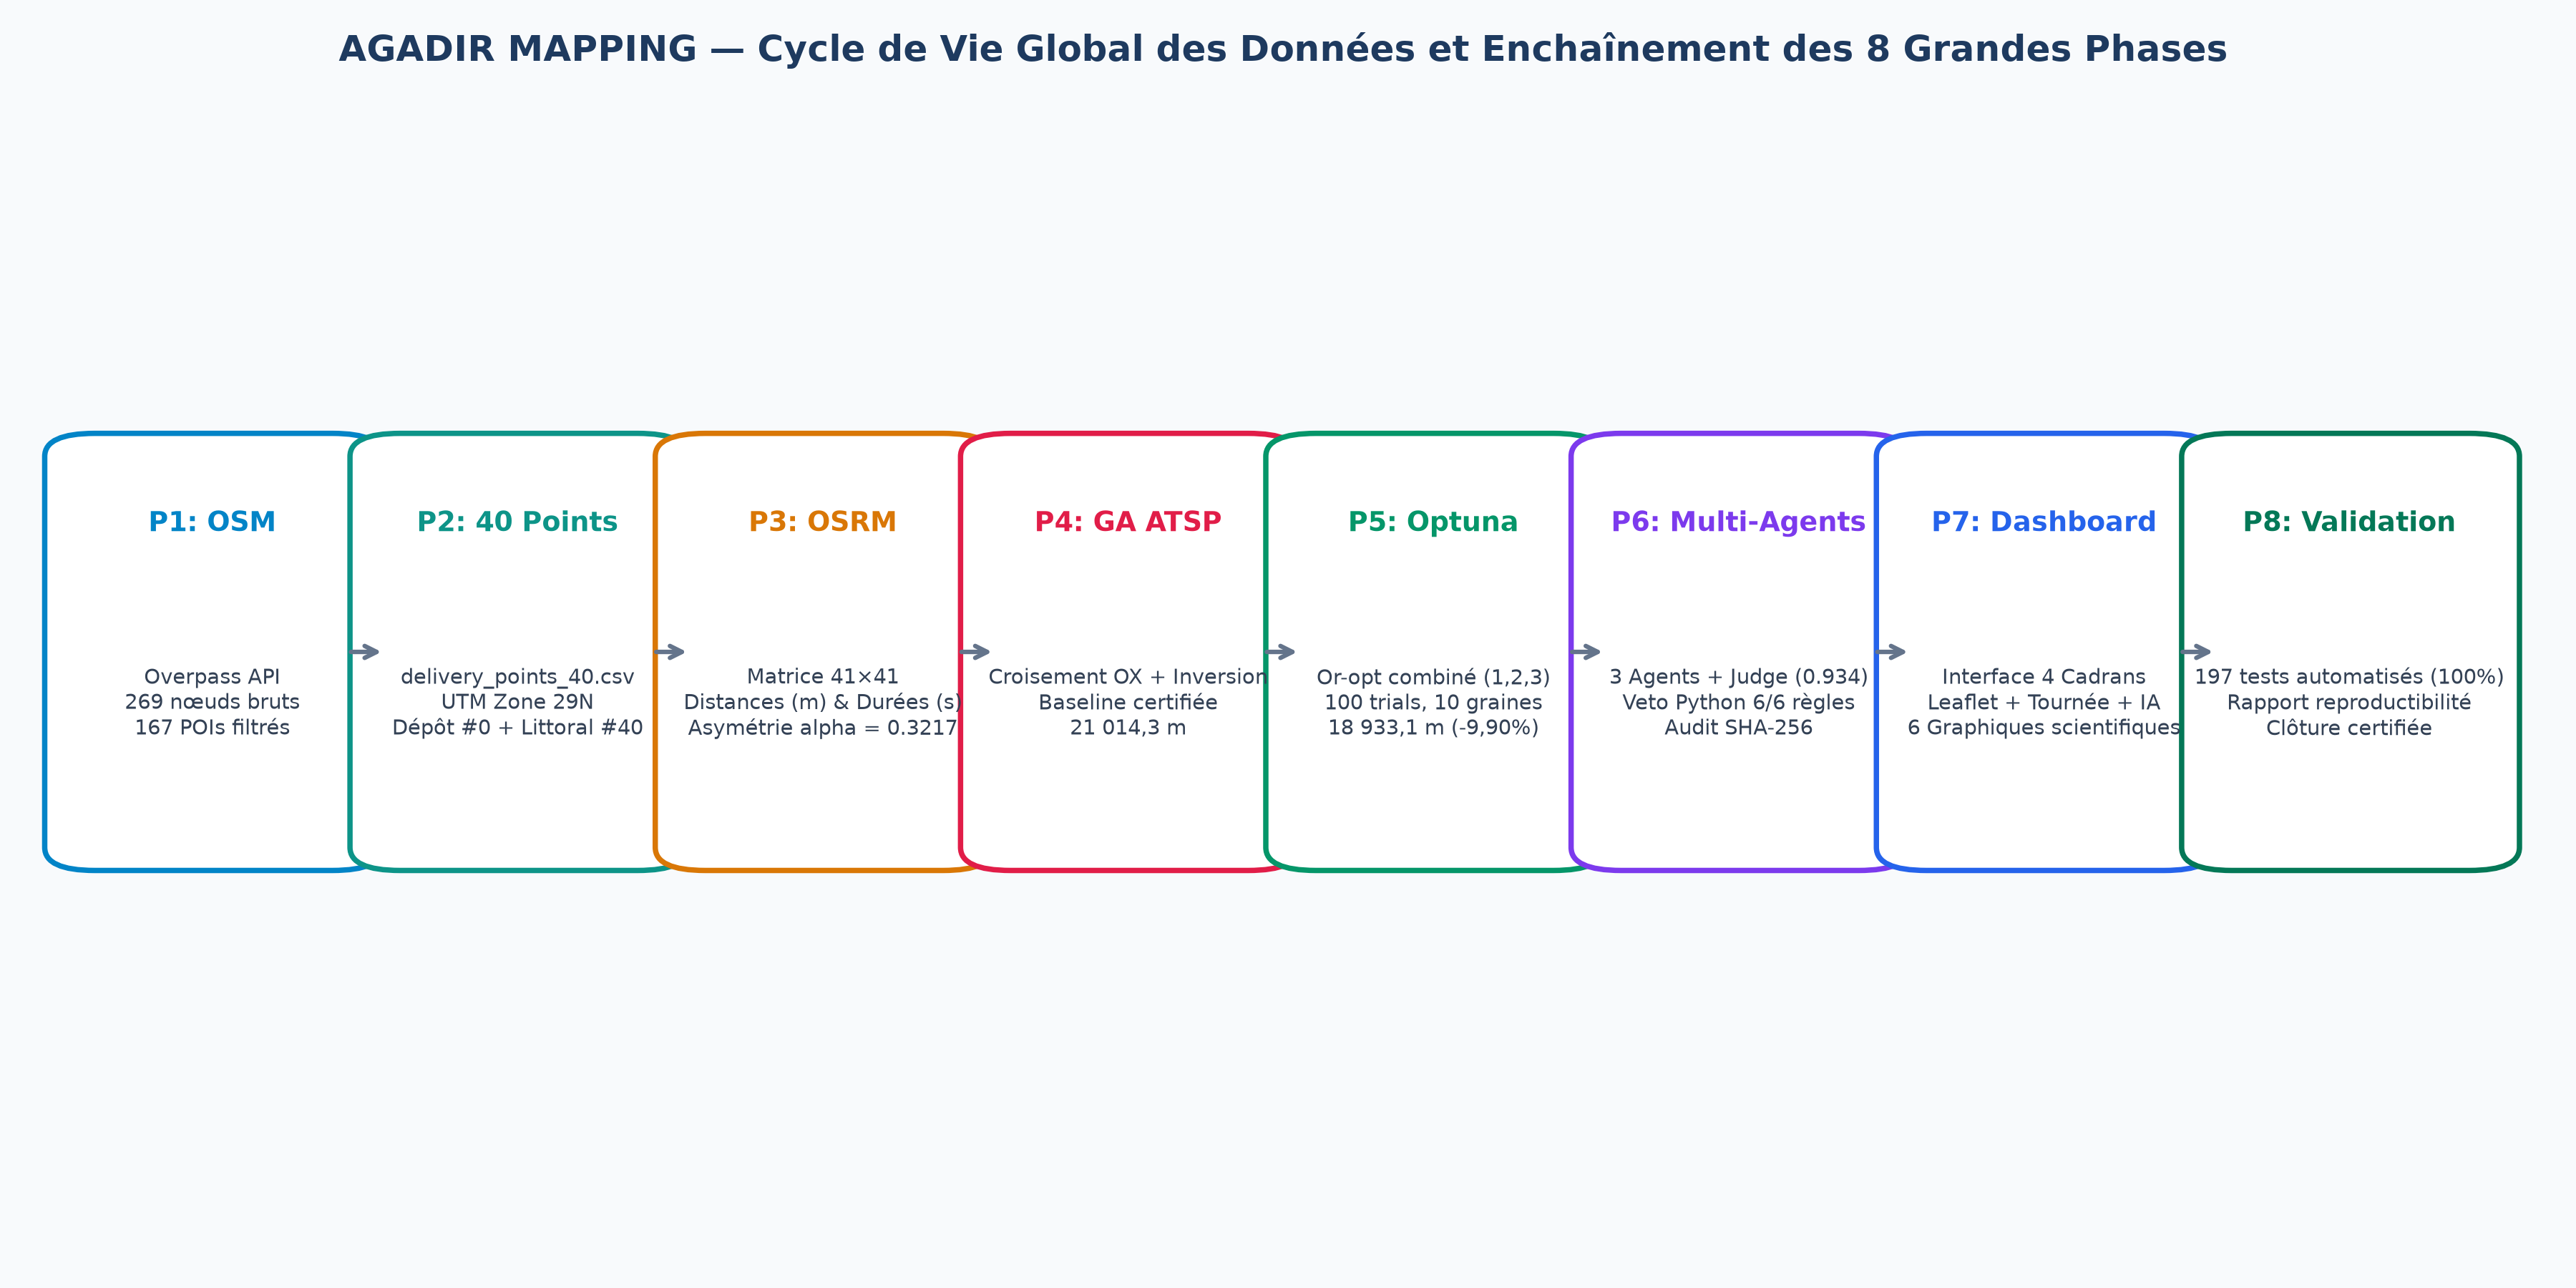 AGADIR MAPPING — Cycle de Vie Global des Données et Enchaînement des 8 Grandes Phases
P1: OSM
Overpass API
269 nœuds bruts
167 POIs filtrés
P2: 40 Points
delivery_points_40.csv
UTM Zone 29N
Dépôt #0 + Littoral #40
P3: OSRM
Matrice 41×41
Distances (m) & Durées (s)
Asymétrie alpha = 0.3217
P4: GA ATSP
Croisement OX + Inversion
Baseline certifiée
21 014,3 m
P5: Optuna
Or-opt combiné (1,2,3)
100 trials, 10 graines
18 933,1 m (-9,90%)
P6: Multi-Agents
3 Agents + Judge (0.934)
Veto Python 6/6 règles
Audit SHA-256
P7: Dashboard
Interface 4 Cadrans
Leaflet + Tournée + IA
6 Graphiques scientifiques
P8: Validation
197 tests automatisés (100%)
Rapport reproductibilité
Clôture certifiée